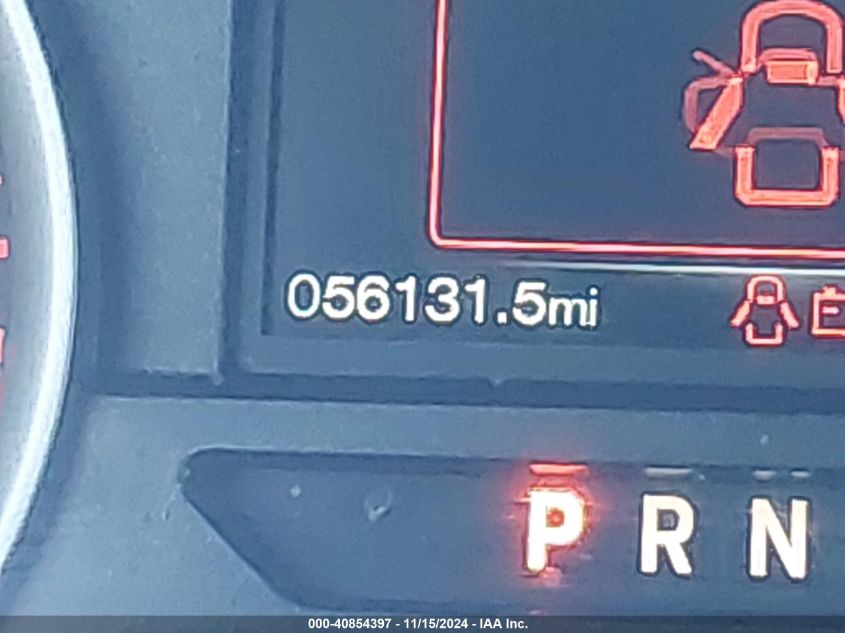 056131.5mi
P R N
000-40854397 - 11/15/2024 - IAA Inc.